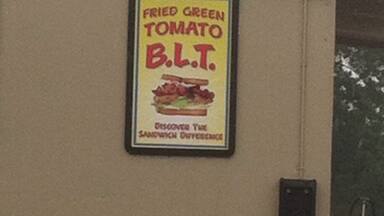 FRIED GREEN
TOMATO
B.L.T.
DISCOVER THE
SANDWICH DIFFERENCE